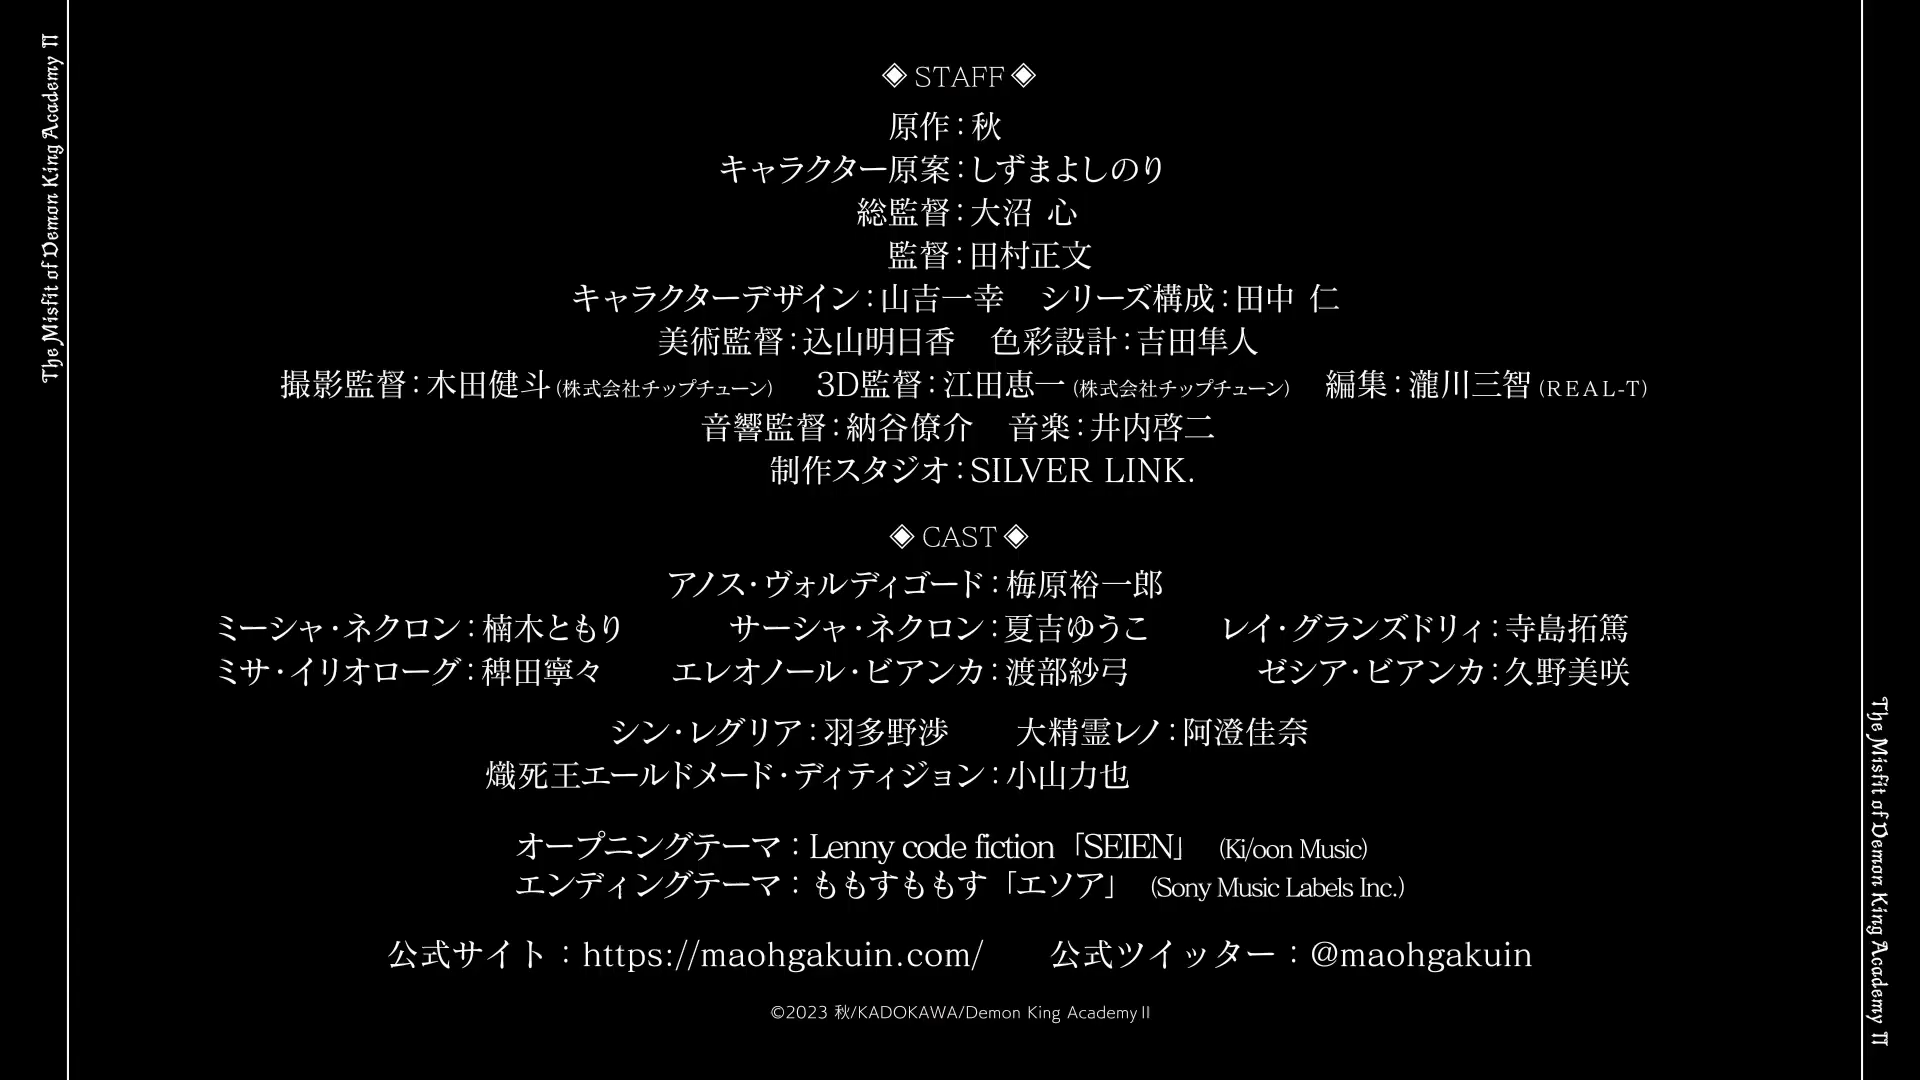 The Misfit of Demon King Academy II
◈ STAFF ◈
原作：秋
キャラクター原案：しずまよしのり
総監督：大沼 心
監督：田村正文
キャラクターデザイン：山吉一幸　シリーズ構成：田中 仁
美術監督：込山明日香　色彩設計：吉田隼人
撮影監督：木田健斗（株式会社チップチューン）　3D監督：江田恵一（株式会社チップチューン）　編集：瀧川三智（REAL-T）
音響監督：納谷僚介　音楽：井内啓二
制作スタジオ：SILVER LINK.
◈ CAST ◈
アノス・ヴォルディゴード：梅原裕一郎
ミーシャ・ネクロン：楠木ともり　サーシャ・ネクロン：夏吉ゆうこ　レイ・グランズドリィ：寺島拓篤
ミサ・イリオローグ：稗田寧々　エレオノール・ビアンカ：渡部紗弓　ゼシア・ビアンカ：久野美咲
シン・レグリア：羽多野渉　大精霊レノ：阿澄佳奈
熾死王エールドメード・ディティジョン：小山力也
オープニングテーマ：Lenny code fiction「SEIEN」（Ki/oon Music）
エンディングテーマ：ももすももす「エソア」（Sony Music Labels Inc.）
公式サイト：https://maohgakuin.com/　公式ツイッター：@maohgakuin
©2023 秋/KADOKAWA/Demon King Academy II
The Misfit of Demon King Academy II